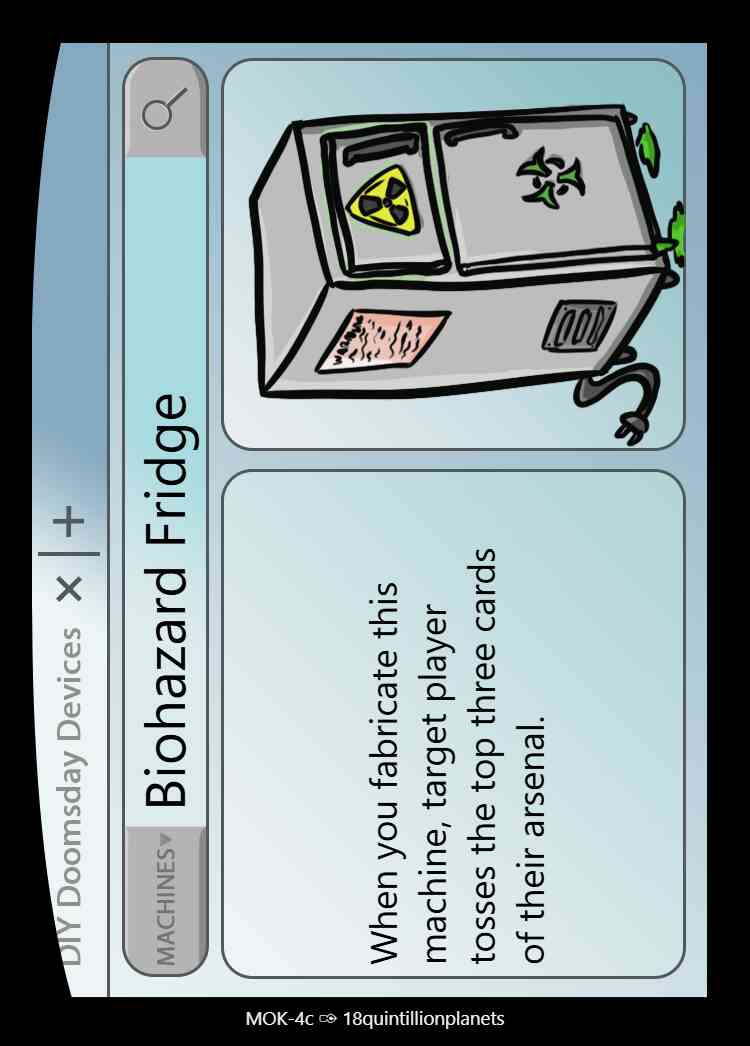 DIY Doomsday Devices × | +
MACHINES▼ Biohazard Fridge
WARNING
When you fabricate this
machine, target player
tosses the top three cards
of their arsenal.
MOK-4c ✑ 18quintillionplanets